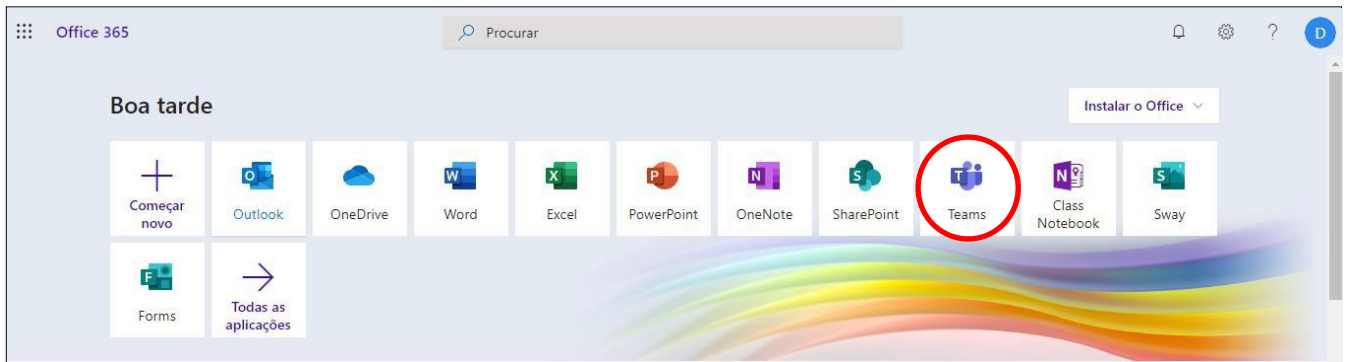 Office 365
Procurar
D
Boa tarde
Instalar o Office
Começar
novo
Outlook
OneDrive
Word
Excel
PowerPoint
OneNote
SharePoint
Teams
Class
Notebook
Sway
Forms
Todas as
aplicações